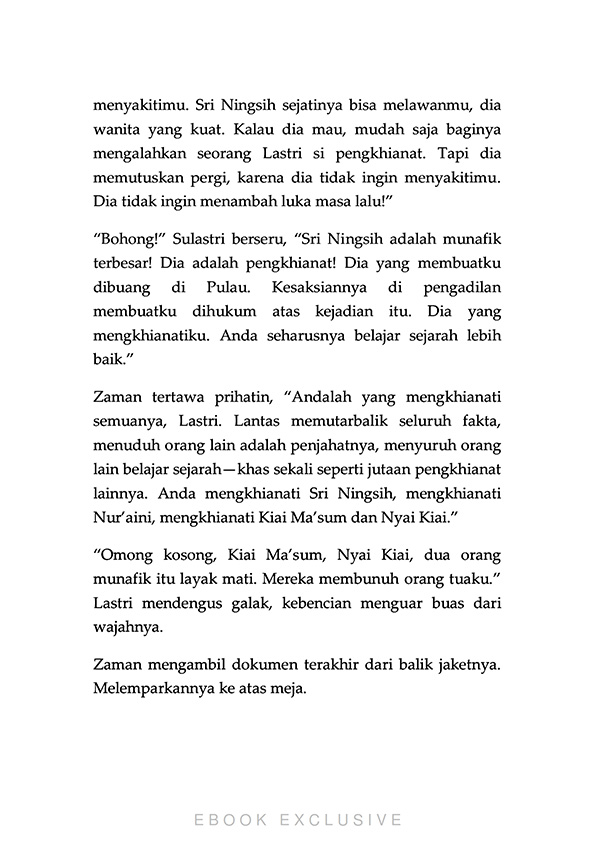 menyakitimu. Sri Ningsih sejatinya bisa melawanmu, dia
wanita yang kuat. Kalau dia mau, mudah saja baginya
mengalahkan seorang Lastri si pengkhianat. Tapi dia
memutuskan pergi, karena dia tidak ingin menyakitimu.
Dia tidak ingin menambah luka masa lalu!”
“Bohong!” Sulastri berseru, “Sri Ningsih adalah munafik
terbesar! Dia adalah pengkhianat! Dia yang membuatku
dibuang di Pulau. Kesaksiannya di pengadilan
membuatku dihukum atas kejadian itu. Dia yang
mengkhianatiku. Anda seharusnya belajar sejarah lebih
baik.”
Zaman tertawa prihatin, “Andalah yang mengkhianati
semuanya, Lastri. Lantas memutarbalik seluruh fakta,
menuduh orang lain adalah penjahatnya, menyuruh orang
lain belajar sejarah—khas sekali seperti jutaan pengkhianat
lainnya. Anda mengkhianati Sri Ningsih, mengkhianati
Nur’aini, mengkhianati Kiai Ma’sum dan Nyai Kiai.”
“Omong kosong, Kiai Ma’sum, Nyai Kiai, dua orang
munafik itu layak mati. Mereka membunuh orang tuaku.”
Lastri mendengus galak, kebencian menguar buas dari
wajahnya.
Zaman mengambil dokumen terakhir dari balik jaketnya.
Melemparkannya ke atas meja.
EBOOK EXCLUSIVE